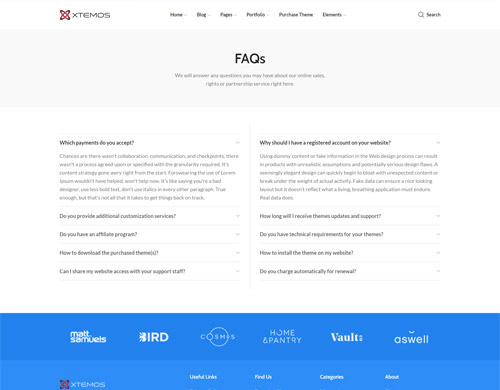 XTEMOS
Home Blog Pages Portfolio Purchase Theme Elements
Search
FAQs
We will answer any questions you may have about our online sales,
rights or partnership service right here.
Which payments do you accept?
Chances are there wasn't collaboration, communication, and checkpoints, there
wasn't a process agreed upon or specified with the granularity required. It's
content strategy gone awry right from the start. Forswearing the use of Lorem
Ipsum wouldn't have helped, won't help now. It's like saying you're a bad
designer, use less bold text, don't use italics in every other paragraph. True
enough, but that's not all that it takes to get things back on track.
Do you provide additional customization services?
Do you have an affiliate program?
How to download the purchased theme(s)?
Can I share my website access with your support staff?
Why should I have a registered account on your website?
Using dummy content or fake information in the Web design process can result
in products with unrealistic assumptions and potentially serious design flaws. A
seemingly elegant design can quickly begin to bloat with unexpected content or
break under the weight of actual activity. Fake data can ensure a nice looking
layout but it doesn't reflect what a living, breathing application must endure.
Real data does.
How long will I receive themes updates and support?
Do you have technical requirements for your themes?
How to install the theme on my website?
Do you charge automatically for renewal?
matt
samuels
BIRD
COSMOS
HOME
&PANTRY
Vault
aswell
XTEMOS
Useful Links
Find Us
Categories
About